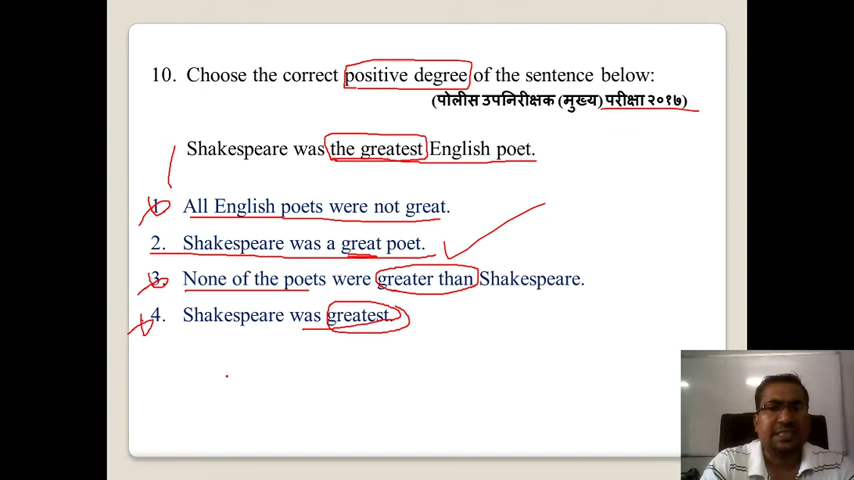 10. Choose the correct positive degree of the sentence below:
(पोलीस उपनिरीक्षक (मुख्य) परीक्षा २०१७)
Shakespeare was the greatest English poet.
1. All English poets were not great.
2. Shakespeare was a great poet.
3. None of the poets were greater than Shakespeare.
4. Shakespeare was greatest.